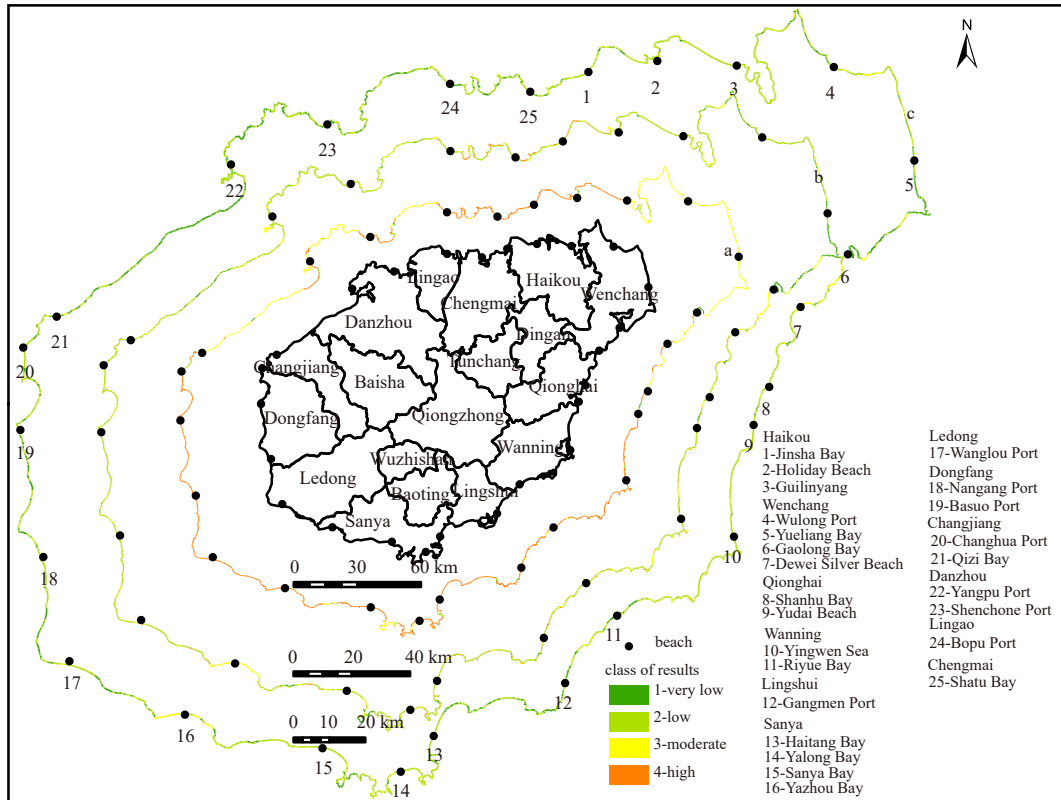 N
24
25
1
2
3
4
c
23
22
b
5
a
6
Lingao
Haikou
Chengmai
Wenchang
Danzhou
Dingan
7
21
20
Changjiang
Tunchang
Baisha
Qionghai
8
Dongfang
Qiongzhong
9
19
Wanning
Wuzhishan
Ledong
Baoting
Lingshui
Sanya
10
18
0 30 60 km
11
17
0 20 40 km
12
16
0 10 20 km
13
15
14
beach
class of results
1-very low
2-low
3-moderate
4-high
Haikou
1-Jinsha Bay
2-Holiday Beach
3-Guilinyang
Wenchang
4-Wulong Port
5-Yueliang Bay
6-Gaolong Bay
7-Dewei Silver Beach
Qionghai
8-Shanhu Bay
9-Yudai Beach
Wanning
10-Yingwen Sea
11-Riyue Bay
Lingshui
12-Gangmen Port
Sanya
13-Haitang Bay
14-Yalong Bay
15-Sanya Bay
16-Yazhou Bay
Ledong
17-Wanglou Port
Dongfang
18-Nangang Port
19-Basuo Port
Changjiang
20-Changhua Port
21-Qizi Bay
Danzhou
22-Yangpu Port
23-Shenchone Port
Lingao
24-Bopu Port
Chengmai
25-Shatu Bay